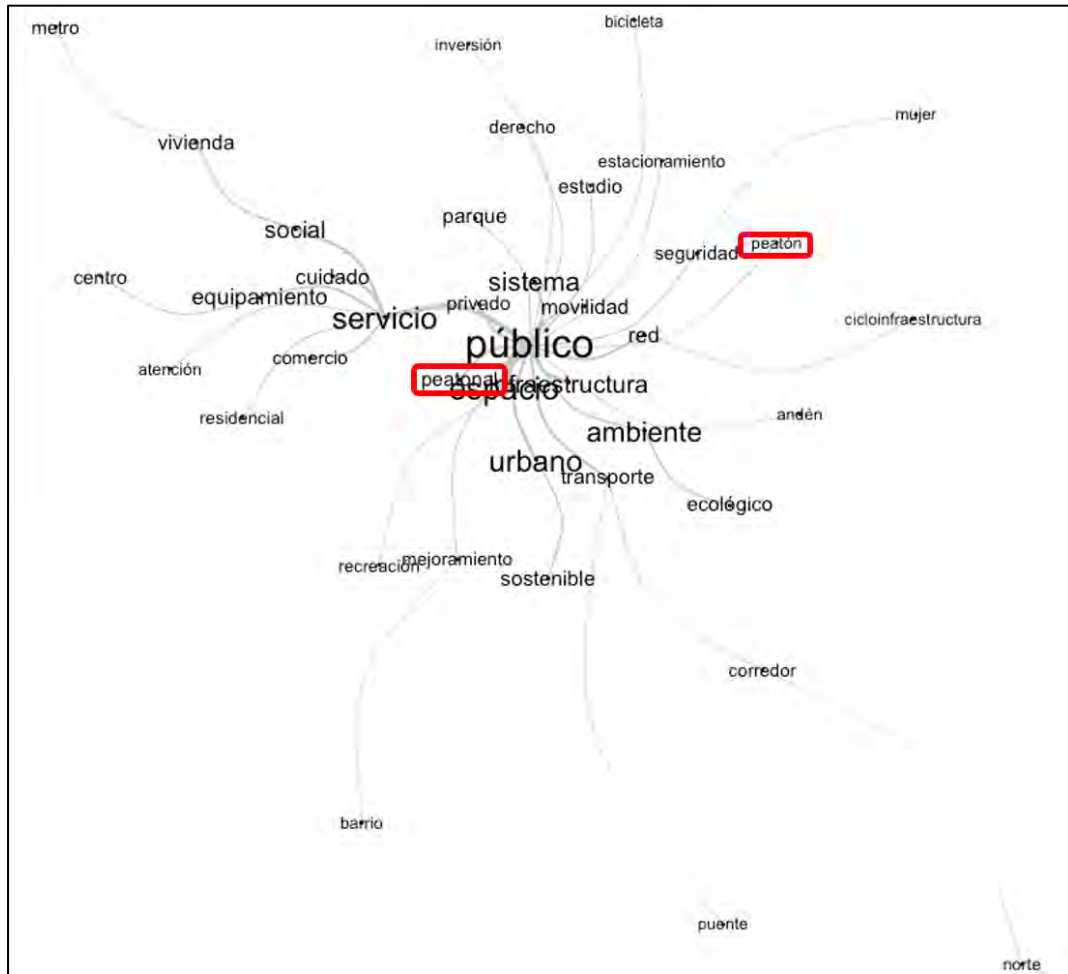 metro
bicicleta
inversión
mujer
derecho
vivienda
estacionamiento
estudio
parque
social
peatón
seguridad
centro
cuidado
sistema
equipamiento
privado
movilidad
servicio
cicloinfraestructura
red
público
comercio
atención
peatonal
espacio
infraestructura
residencial
andén
ambiente
urbano
transporte
ecológico
recreación
mejoramiento
sostenible
corredor
barrio
puente
norte